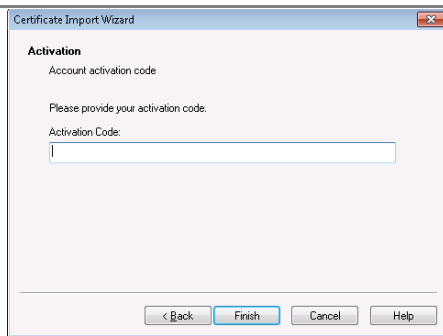 Certificate Import Wizard
Activation
Account activation code
Please provide your activation code.
Activation Code:
< Back
Finish
Cancel
Help